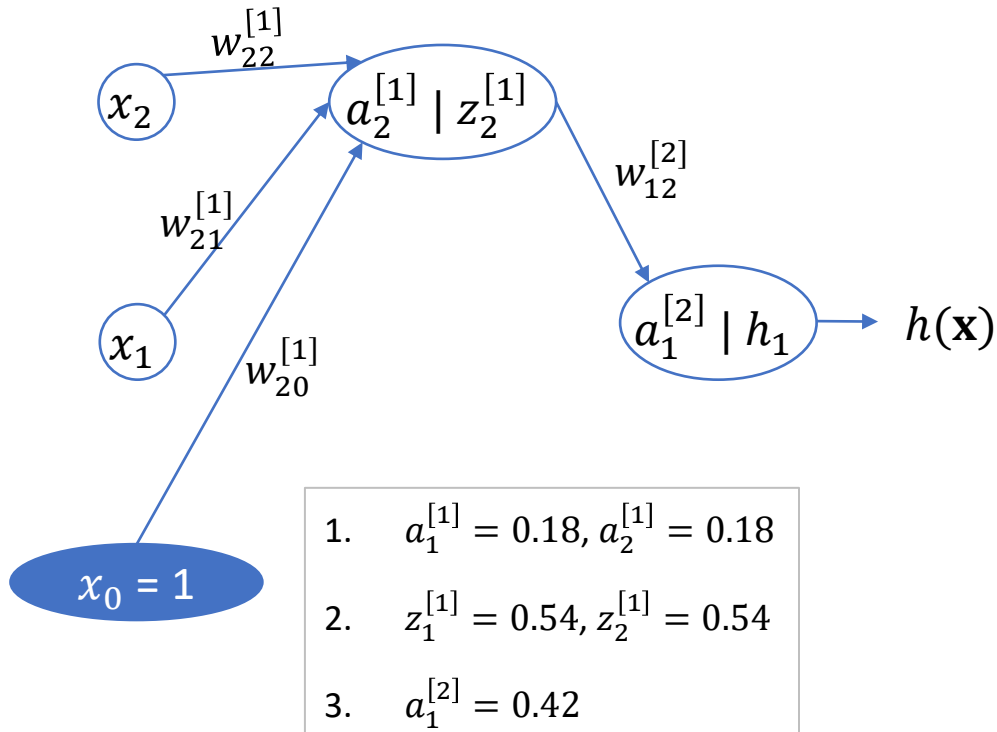 w_{22}^{[1]}
x_2
a_2^{[1]} | z_2^{[1]}
w_{12}^{[2]}
w_{21}^{[1]}
x_1
w_{20}^{[1]}
a_1^{[2]} | h_1
h(𝐱)
x_0 = 1
1. a_1^{[1]} = 0.18, a_2^{[1]} = 0.18
2. z_1^{[1]} = 0.54, z_2^{[1]} = 0.54
3. a_1^{[2]} = 0.42